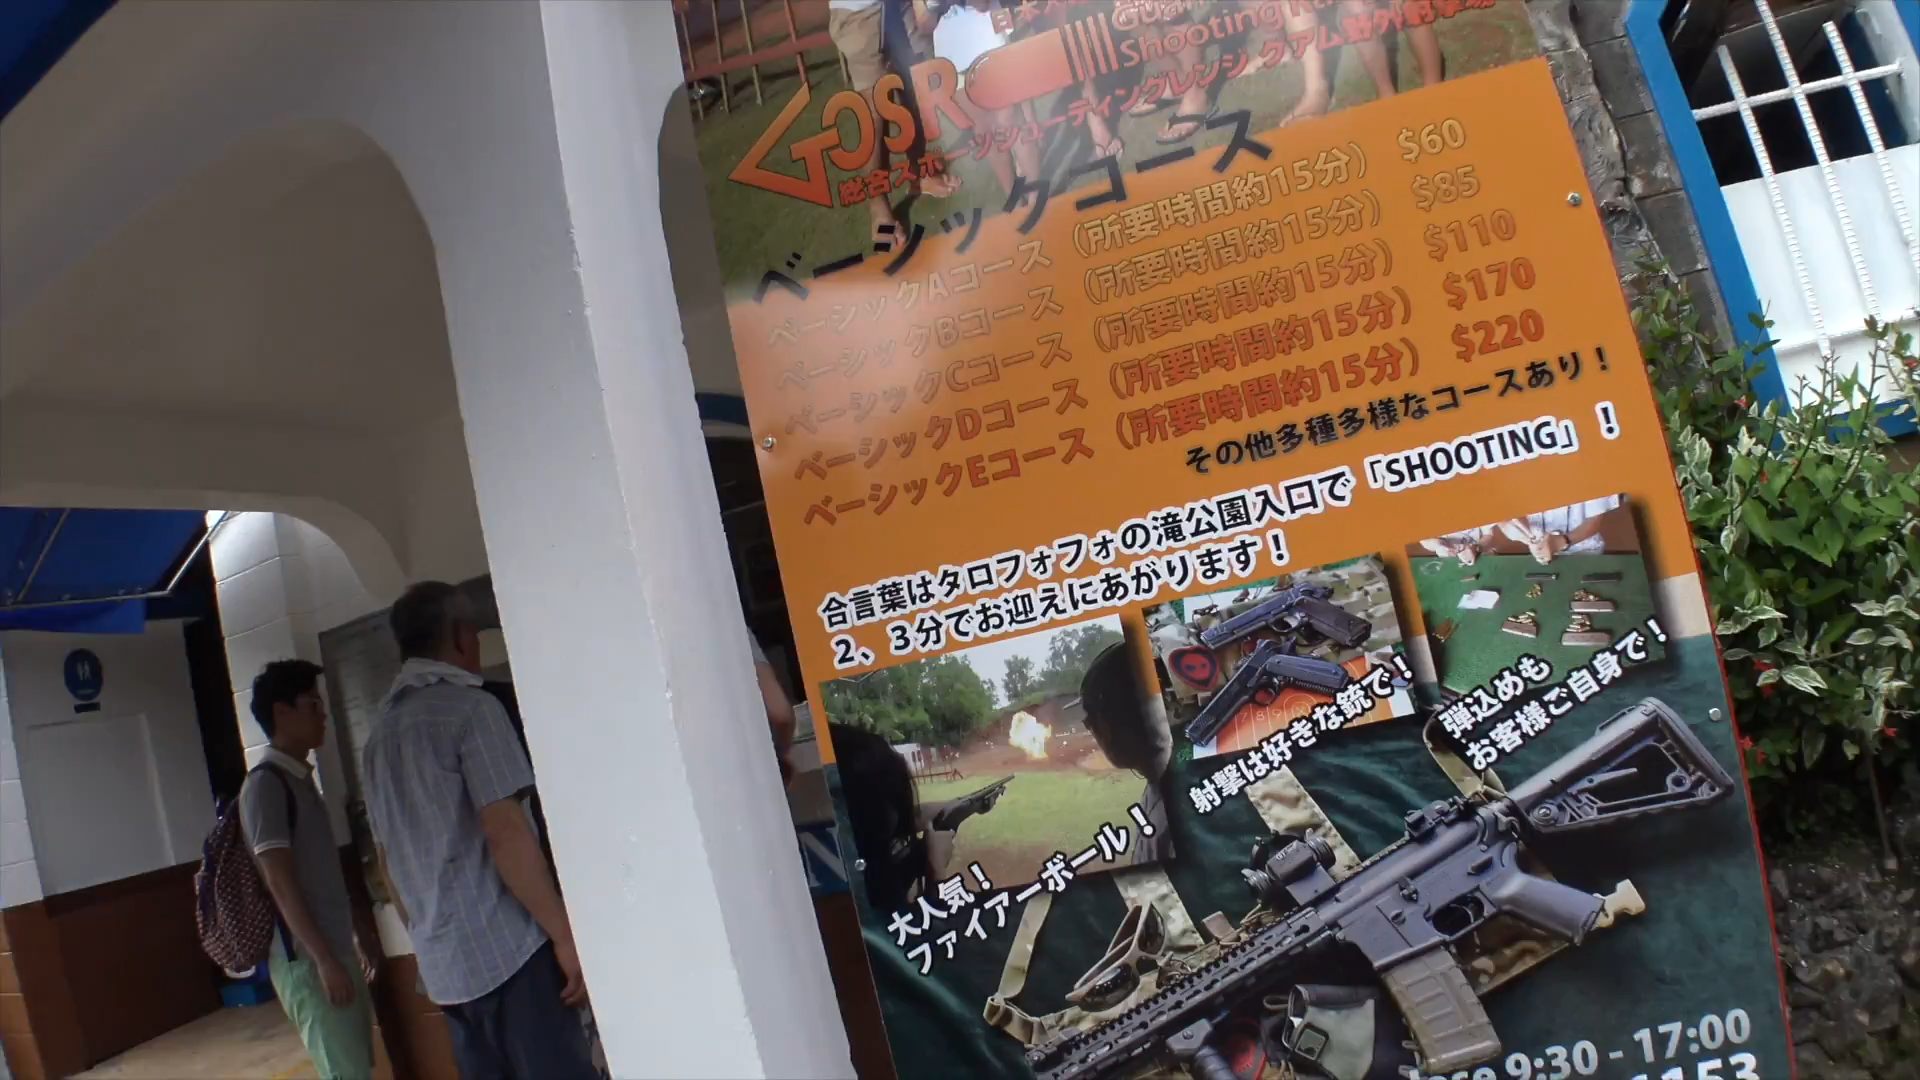 日本人
Guam
Shooting
GOSR
総合スポーツシューティングレンジ グアム野外射撃場
ベーシックコース
ベーシックAコース（所要時間約15分） $60
ベーシックBコース（所要時間約15分） $85
ベーシックCコース（所要時間約15分） $110
ベーシックDコース（所要時間約15分） $170
ベーシックEコース（所要時間約15分） $220
その他多種多様なコースあり！
合言葉はタロフォフォの滝公園入口で「SHOOTING」！
2、3分でお迎えにあがります！
大人気！
ファイアーボール！
射撃は好きな銃で！
弾込めも
お客様ご自身で！
9:30 - 17:00